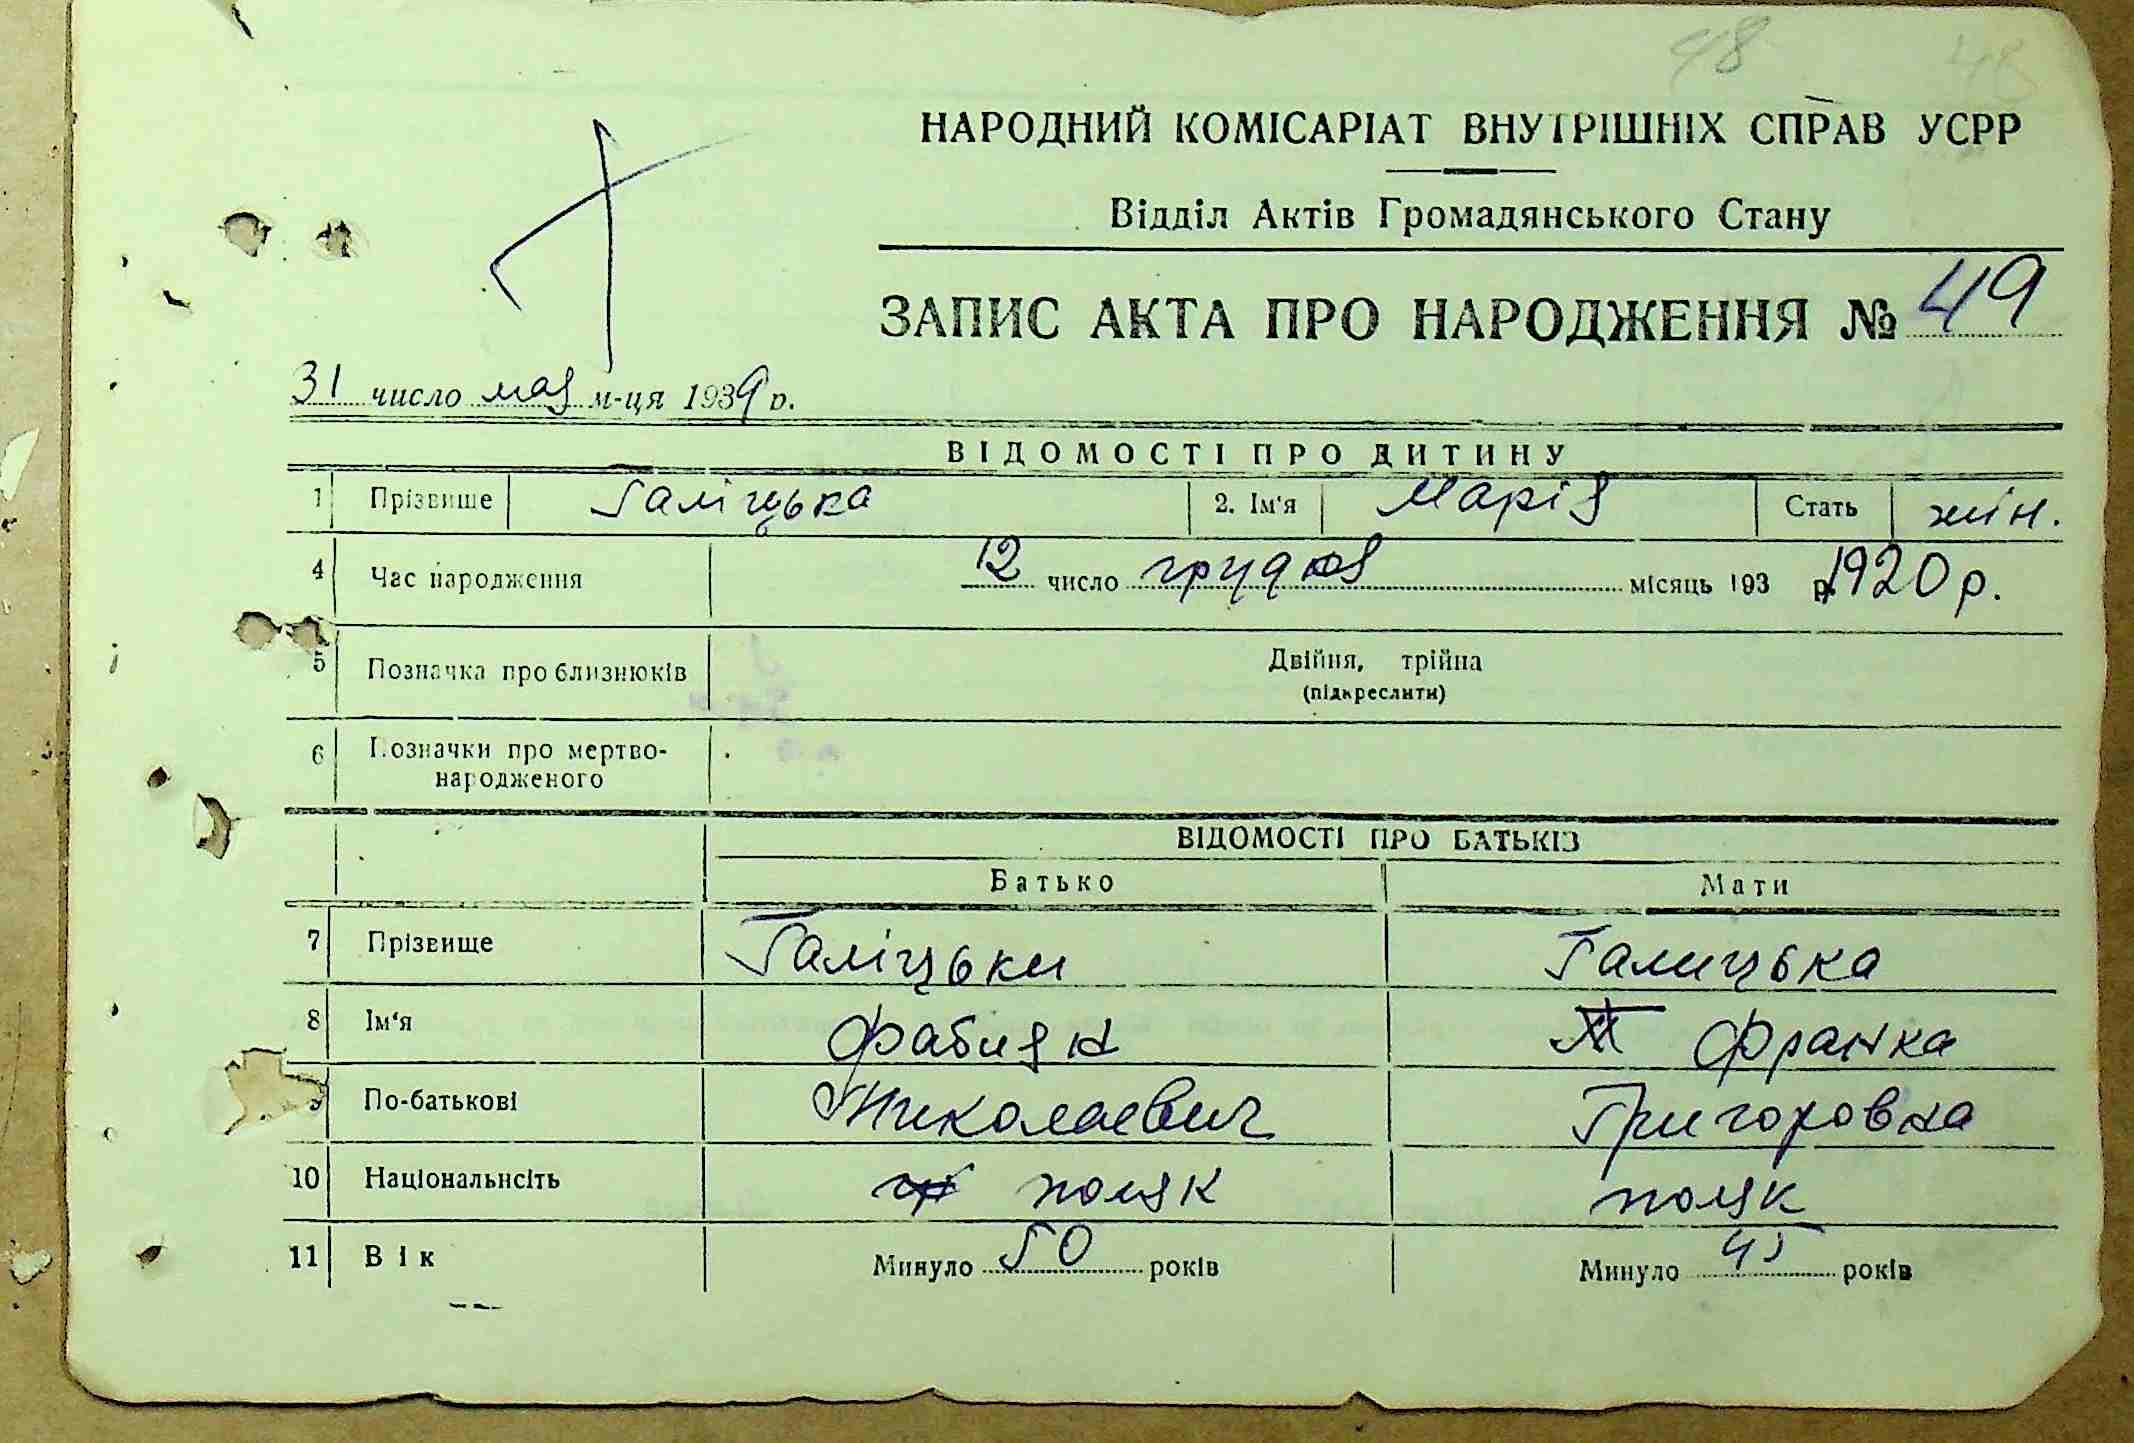 48 48
НАРОДНИЙ КОМІСАРІАТ ВНУТРІШНІХ СПРАВ УСРР
Відділ Актів Громадянського Стану
ЗАПИС АКТА ПРО НАРОДЖЕННЯ № 49
31 число мая м-ця 1939 р.
ВІДОМОСТІ ПРО ДИТИНУ
1 Прізвище Галіцька 2. Ім'я Марія Стать жін.
4 Час народження 12 число грудня місяць 193 р. 1920 р.
5 Позначка про близнюків Двійня, трійна
(підкреслити)
6 Позначки про мертво-
народженого
ВІДОМОСТІ ПРО БАТЬКІВ
Батько Мати
7 Прізвище Галіцьки Галицька
8 Ім'я Фабиян Франка
9 По-батькові Николаевич Григоровна
10 Національнсіть поляк поляк
11 Вік Минуло 50 років Минуло 45 років